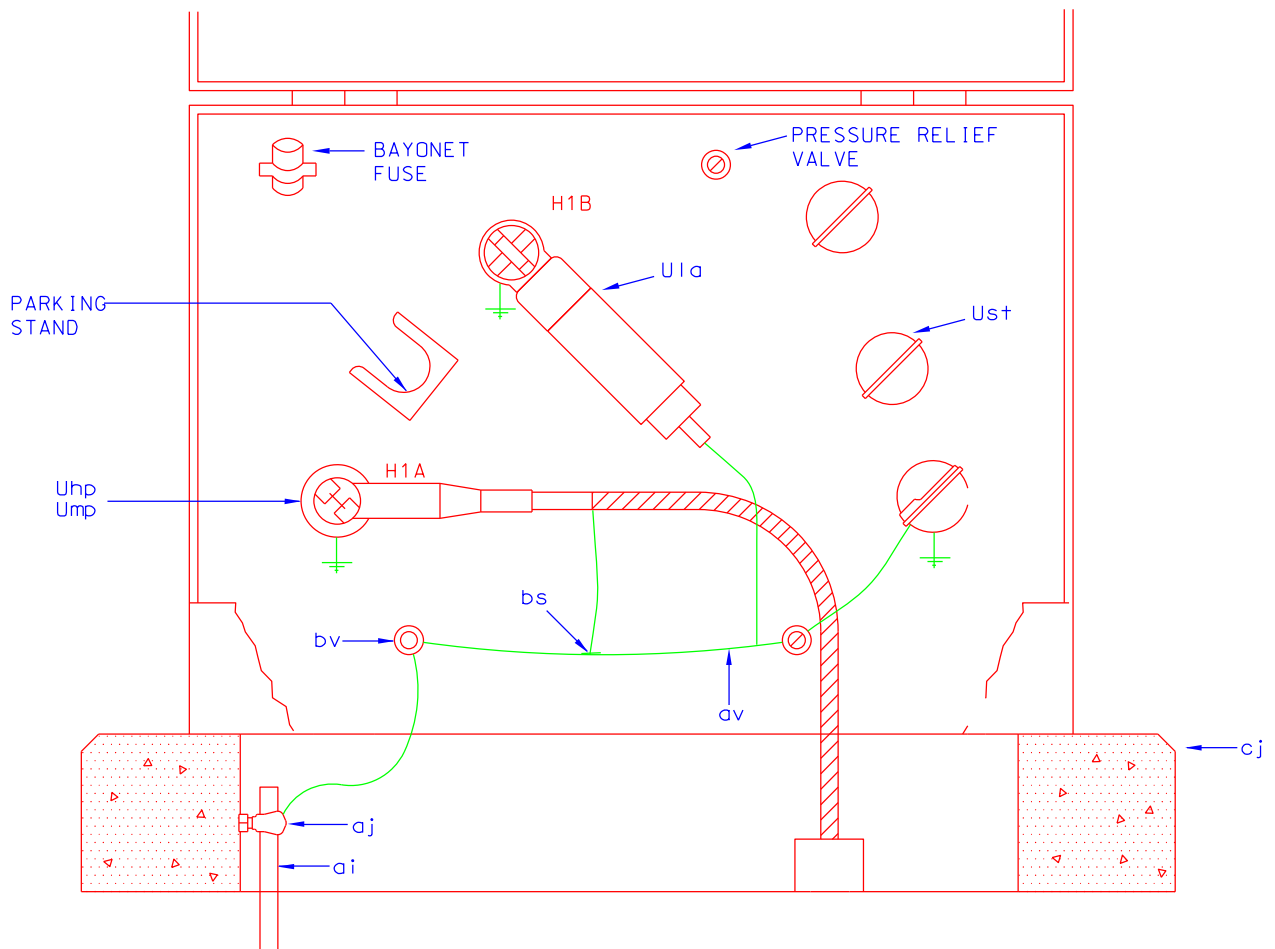 BAYONET
FUSE
PRESSURE RELIEF
VALVE
H1B
Ula
PARKING
STAND
Ust
H1A
Uhp
Ump
bs
bv
av
cj
aj
ai